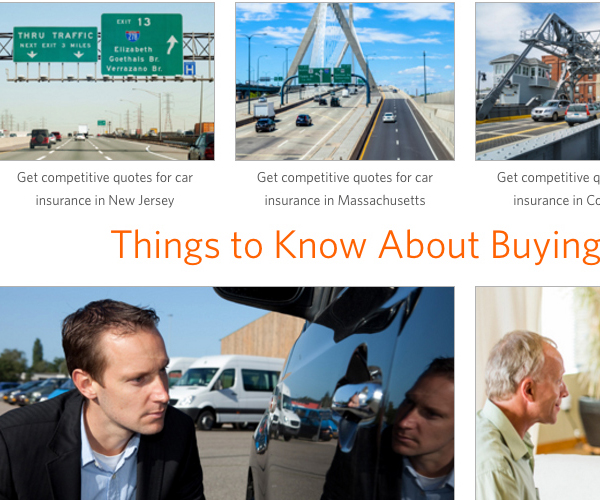 EXIT 13
THRU TRAFFIC
NEXT EXIT 3 MILES
278
Elizabeth
Goethals Br.
Verrazano Br.
H
Get competitive quotes for car
insurance in New Jersey
Get competitive quotes for car
insurance in Massachusetts
Get competitive q
insurance in Co
Things to Know About Buying